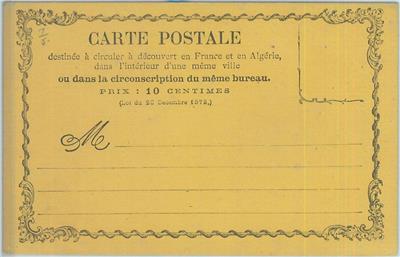 CARTE POSTALE
destinée à circuler à découvert en France et en Algérie,
dans l'intérieur d'une même ville
ou dans la circonscription du même bureau.
PRIX : 10 CENTIMES
(Loi du 20 Décembre 1872.)
M